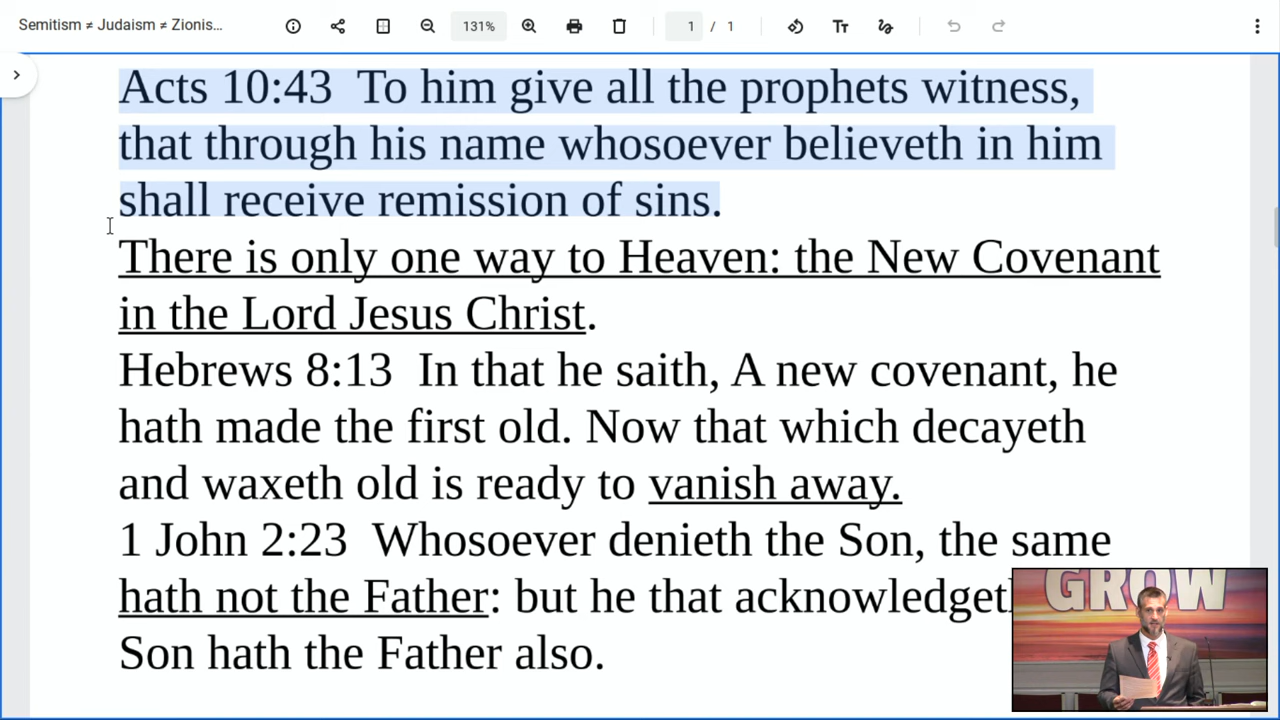 Semitism ≠ Judaism ≠ Zionis...
131%
1 / 1
Acts 10:43  To him give all the prophets witness,
that through his name whosoever believeth in him
shall receive remission of sins.
There is only one way to Heaven: the New Covenant
in the Lord Jesus Christ.
Hebrews 8:13  In that he saith, A new covenant, he
hath made the first old. Now that which decayeth
and waxeth old is ready to vanish away.
1 John 2:23  Whosoever denieth the Son, the same
hath not the Father: but he that acknowledget
Son hath the Father also.
GROW